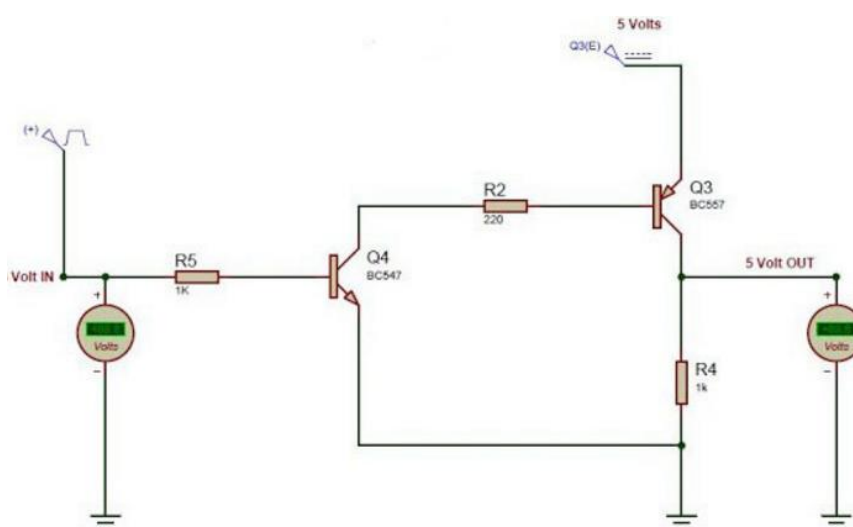 5 Volts
Q3(E)
(+)
R2
220
Q3
BC557
R5
1K
Q4
BC547
Volt IN
5 Volt OUT
+
Volts
−
+
Volts
−
R4
1k